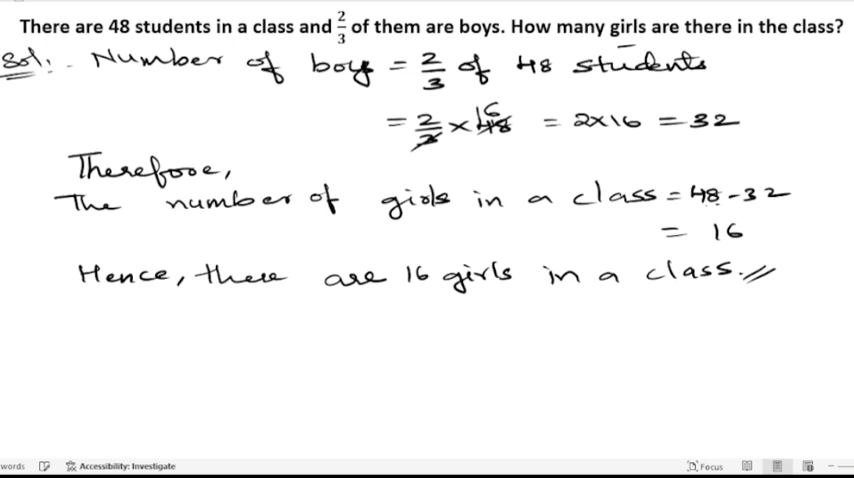 There are 48 students in a class and 2/3 of them are boys. How many girls are there in the class?
Sol: - Number of boys = 2/3 of 48 students
= 2/3 × 48 16 = 2×16 = 32
Therefore,
The number of girls in a class = 48-32
= 16
Hence, there are 16 girls in a class.//
words Accessibility: Investigate Focus